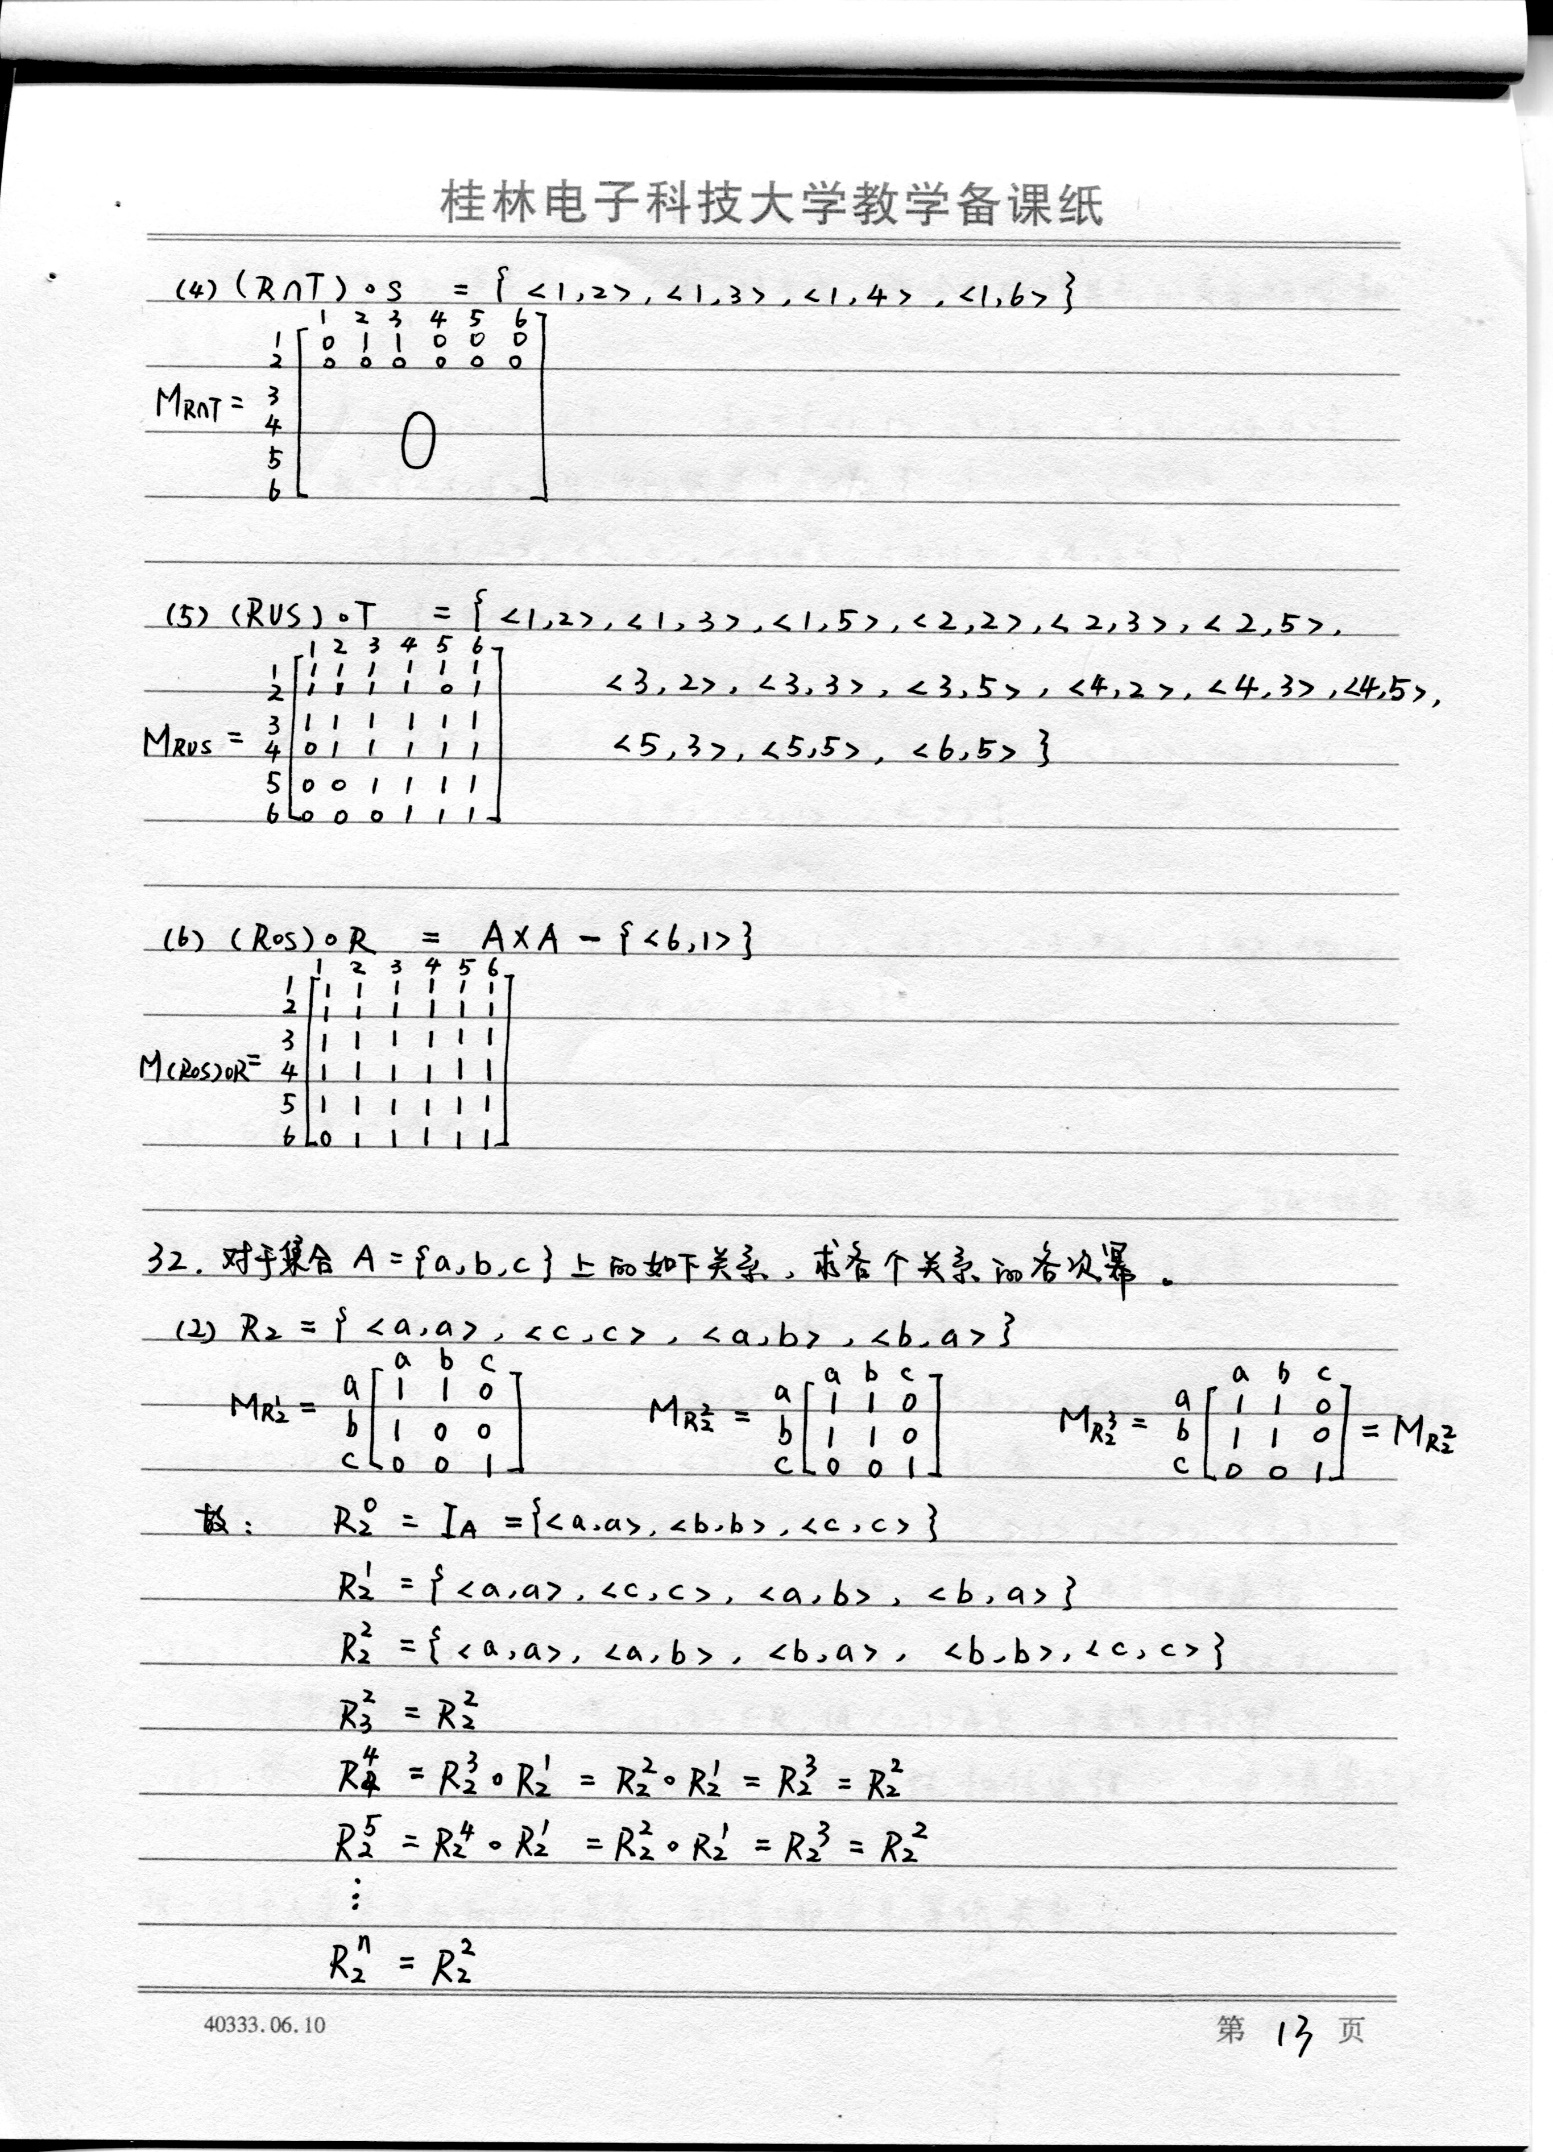 桂林电子科技大学教学备课纸
(4) (R∩T)∘S = { <1,2>, <1,3>, <1,4>, <1,6> }
1 2 3 4 5 6
1 0 1 1 0 0 0
2 0 0 0 0 0 0
M R∩T = 3
4 0
5
6
(5) (R∪S)∘T = { <1,2>, <1,3>, <1,5>, <2,2>, <2,3>, <2,5>,
1 2 3 4 5 6
1 1 1 1 1 1 1
2 1 1 1 1 0 1 <3,2>, <3,3>, <3,5>, <4,2>, <4,3>, <4,5>,
3 1 1 1 1 1 1
M R∪S = 4 0 1 1 1 1 1 <5,3>, <5,5>, <6,5> }
5 0 0 1 1 1 1
6 0 0 0 1 1 1
(6) (R∘S)∘R = A×A − {<6,1>}
1 2 3 4 5 6
1 1 1 1 1 1 1
2 1 1 1 1 1 1
3 1 1 1 1 1 1
M(R∘S)∘R = 4 1 1 1 1 1 1
5 1 1 1 1 1 1
6 0 1 1 1 1 1
32. 对于集合 A = {a,b,c} 上的如下关系，求各个关系的各次幂。
(2) R₂ = { <a,a>, <c,c>, <a,b>, <b,a> }
a b c a b c a b c
a 1 1 0 a 1 1 0 a 1 1 0
M R₂¹ = b 1 0 0 M R₂² = b 1 1 0 M R₂³ = b 1 1 0 = M R₂²
c 0 0 1 c 0 0 1 c 0 0 1
故： R₂⁰ = I_A = {<a,a>, <b,b>, <c,c>}
R₂¹ = { <a,a>, <c,c>, <a,b>, <b,a> }
R₂² = { <a,a>, <a,b>, <b,a>, <b,b>, <c,c> }
R₃² = R₂²
R₂⁴ = R₂³∘R₂¹ = R₂²∘R₂¹ = R₂³ = R₂²
R₂⁵ = R₂⁴∘R₂¹ = R₂²∘R₂¹ = R₂³ = R₂²
⋮
R₂ⁿ = R₂²
40333.06.10 第 13 页